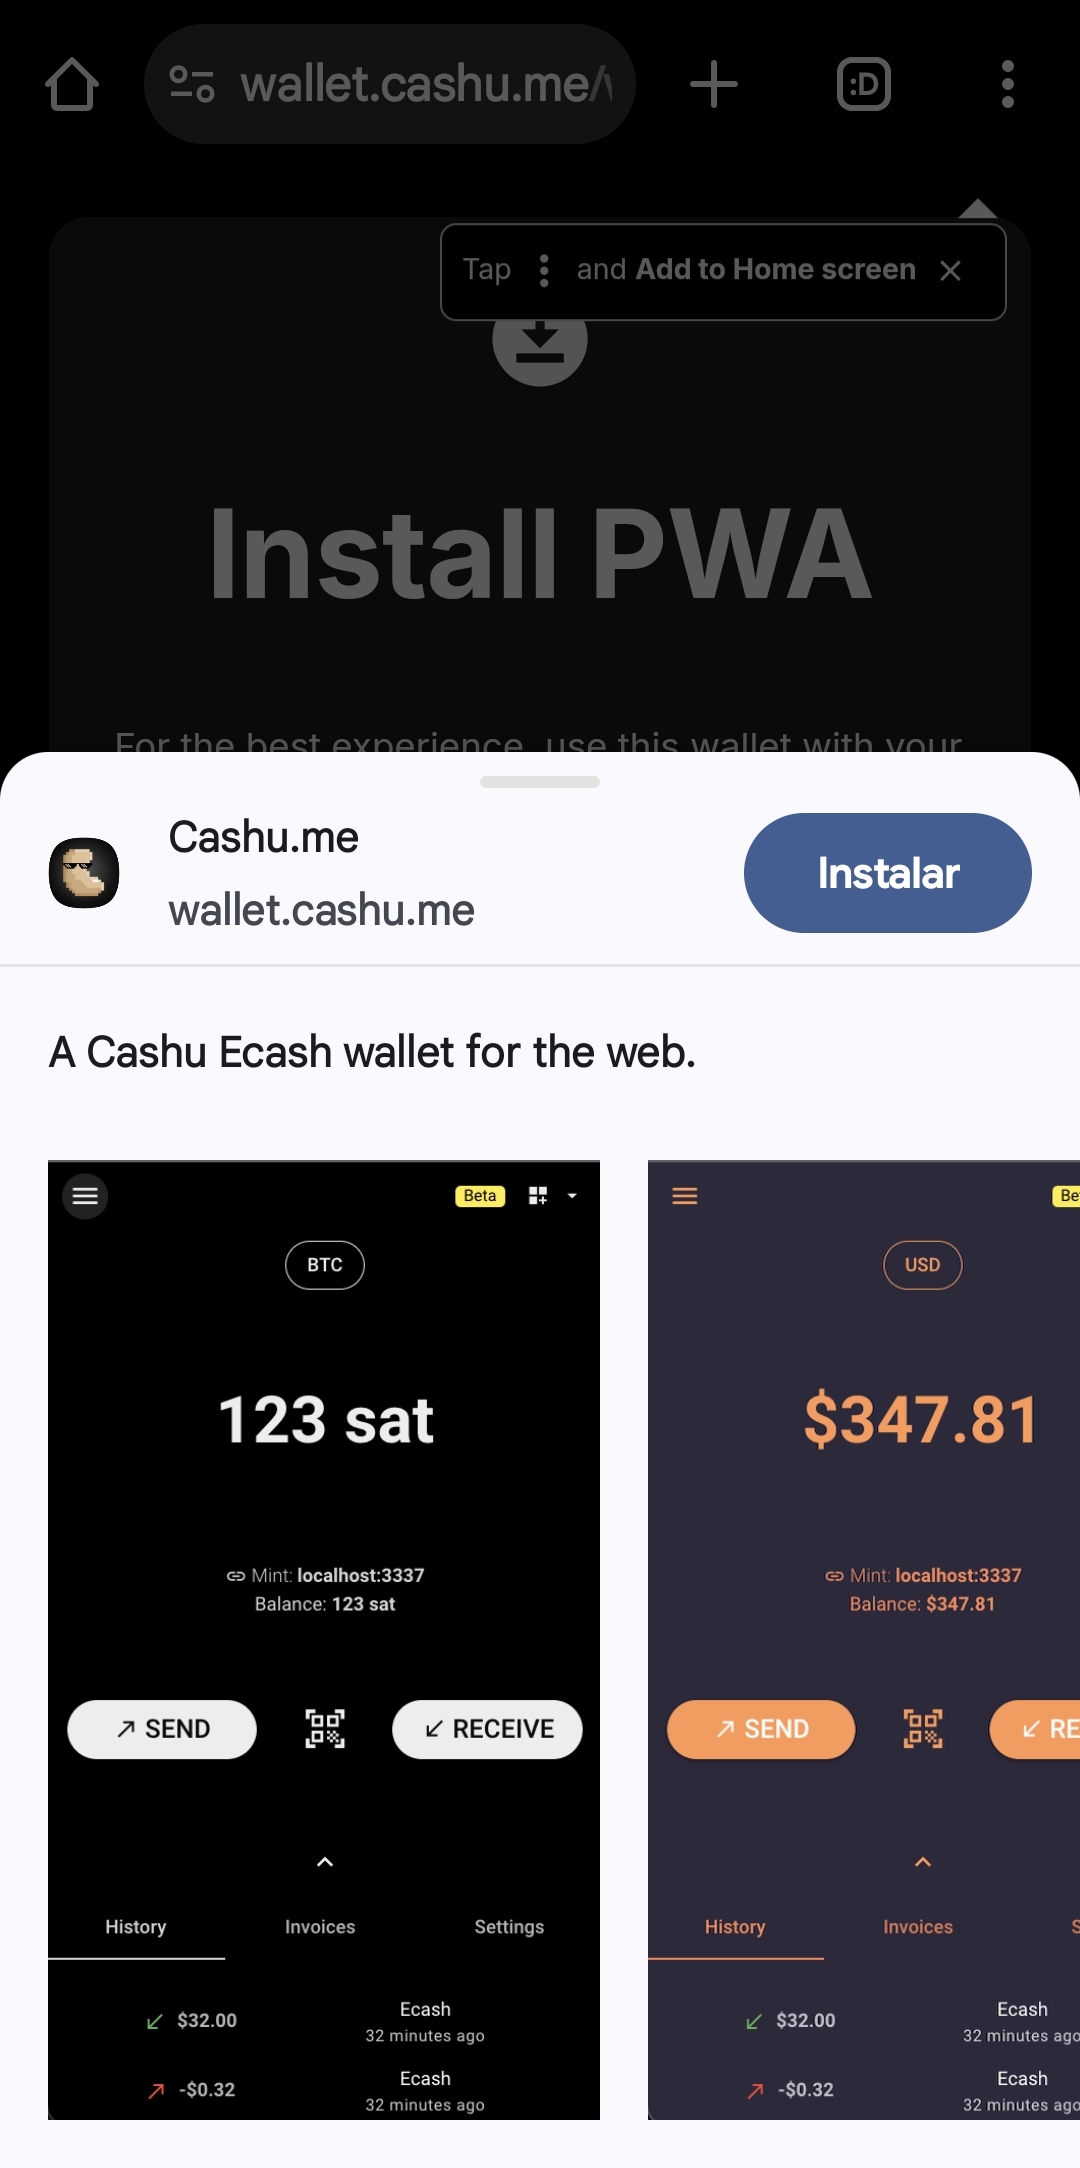 wallet.cashu.me/
:D
Tap and Add to Home screen
Install PWA
For the best experience, use this wallet with your
Cashu.me
wallet.cashu.me
Instalar
A Cashu Ecash wallet for the web.
Beta
BTC
123 sat
Mint: localhost:3337
Balance: 123 sat
SEND
RECEIVE
History Invoices Settings
$32.00
Ecash
32 minutes ago
-$0.32
Ecash
32 minutes ago
Be
USD
$347.81
Mint: localhost:3337
Balance: $347.81
SEND
RE
History Invoices S
$32.00
Ecash
32 minutes ago
-$0.32
Ecash
32 minutes ago